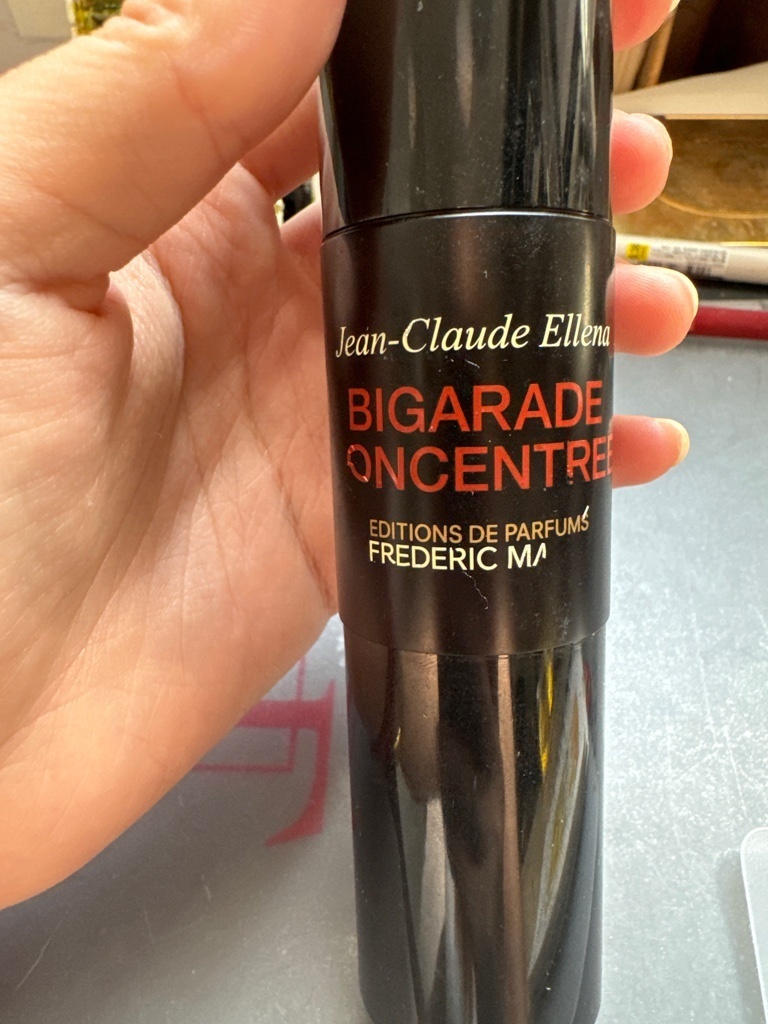 Jean-Claude Ellena
BIGARADE
ONCENTREE
EDITIONS DE PARFUMS
FREDERIC MA